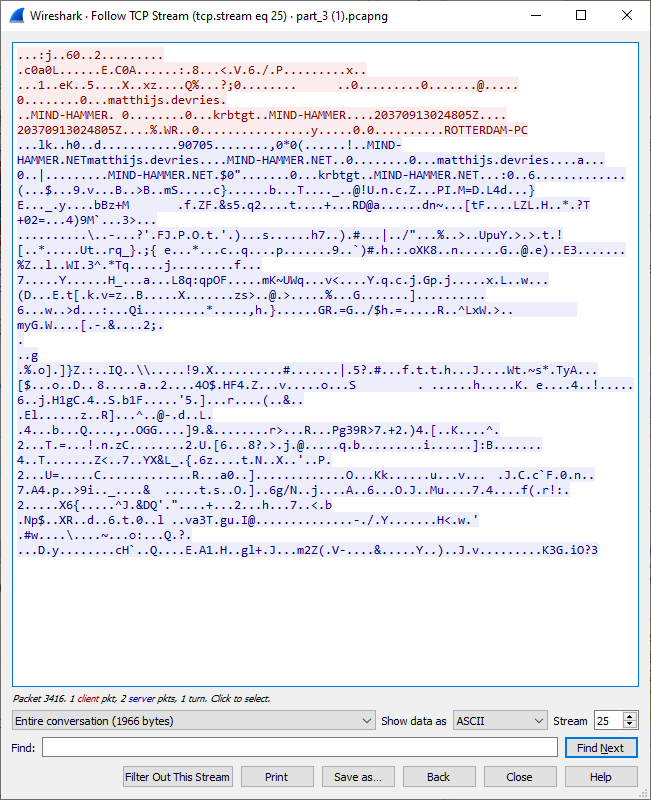 Wireshark · Follow TCP Stream (tcp.stream eq 25) · part_3 (1).pcapng
...:j..60..2.........
.c0a0L......E.C0A......:.8...<.V.6./.P.........x..
...1..eK..5....X..xz....Q%...?;0........      ..0.........0.......@.....
0........0...matthijs.devries.
..MIND-HAMMER. 0.........0...krbtgt..MIND-HAMMER....20370913024805Z....
20370913024805Z....%.WR..0................y.....0.0..........ROTTERDAM-PC
...lk..h0..d...........90705........,0*0(......!..MIND-
HAMMER.NETmatthijs.devries....MIND-HAMMER.NET..0........0...matthijs.devries....a...
0..|.........MIND-HAMMER.NET.$0".......0...krbtgt..MIND-HAMMER.NET....:0..6............
(...$...9.v...B..>B..mS.....c}......b...T...._..@!U.n.c.Z...PI.M=D.L4d...}
E..._.y....bBz+M       .f.ZF.&s5.q2....t....+...RD@a......dn~...[tF....LZL.H..*.?T
+02=...4)9M`...3>...
.........\..-...?'.FJ.P.O.t.'.)...s......h7..).#...|../"...%..>..UpuY.>.>.t.!
[..*.....Ut..rq_}.;{ e...*...c..q....p.......9..`)#.h.:.oXK8..n......G..@.e)..E3.......
%Z..l..WI.3^.*Tq.....j.........f...
7.....Y......H_...a...L8q:qpOF.....mK~UWq...v<....Y.q.c.j.Gp.j.....x.L..w...
(D...E.t[.k.v=z..B.....X.......zs>..@.>.....%...G.......]..........
6...w..>d...:...Qi.........*.....,h.}......GR.=G../$h.=.....R..^LxW.>..
myG.W....[.-.&....2;.
.
..g
.%.o].]}Z.:..IQ..\\.....!9.X.........#.......|.5?.#...f.t.t.h...J....Wt.~s*.TyA...
[$...o..D..8.....a..2....4O$.HF4.Z...v.....o...S        .  ......h.....K. e....4..!.....
6..j.H1gC.4..S.b1F.....'5.]...r....(..&..
.El......z..R]...^..@-.d..L.
.4...b...Q....,..OGG....]9.&........r>...R...Pg39R>7.+2.)4.[..K....^.
2...T.=...!.n.zC........2.U.[6...8?.>.j.@.....q.b.........i......]:B.......
4..T.......Z<..7..YX&L_.{.6z....t.N..X..'..P.
2...U=.....C............R...a0..]............O...Kk......u...v...  .J.C.c`F.0.n..
7.A4.p..>9i.._....&  .....t.s..O.]..6g/N..j....A..6...O.J..Mu....7.4....f(.r!:.
2.....X6{.....^J.&DQ'."....+...2...h...7..<.b
.Np$..XR..d..6.t.0..l ..va3T.gu.I@.............-./.Y.......H<.w.'
.#w....\....~...o:...Q.?.
...D.y........cH`..Q....E.A1.H..gl+.J...m2Z(.V-....&.....Y..)..J.v.........K3G.iO?3
Packet 3416. 1 client pkt, 2 server pkts, 1 turn. Click to select.
Entire conversation (1966 bytes) Show data as ASCII Stream 25
Find: Find Next
Filter Out This Stream Print Save as... Back Close Help